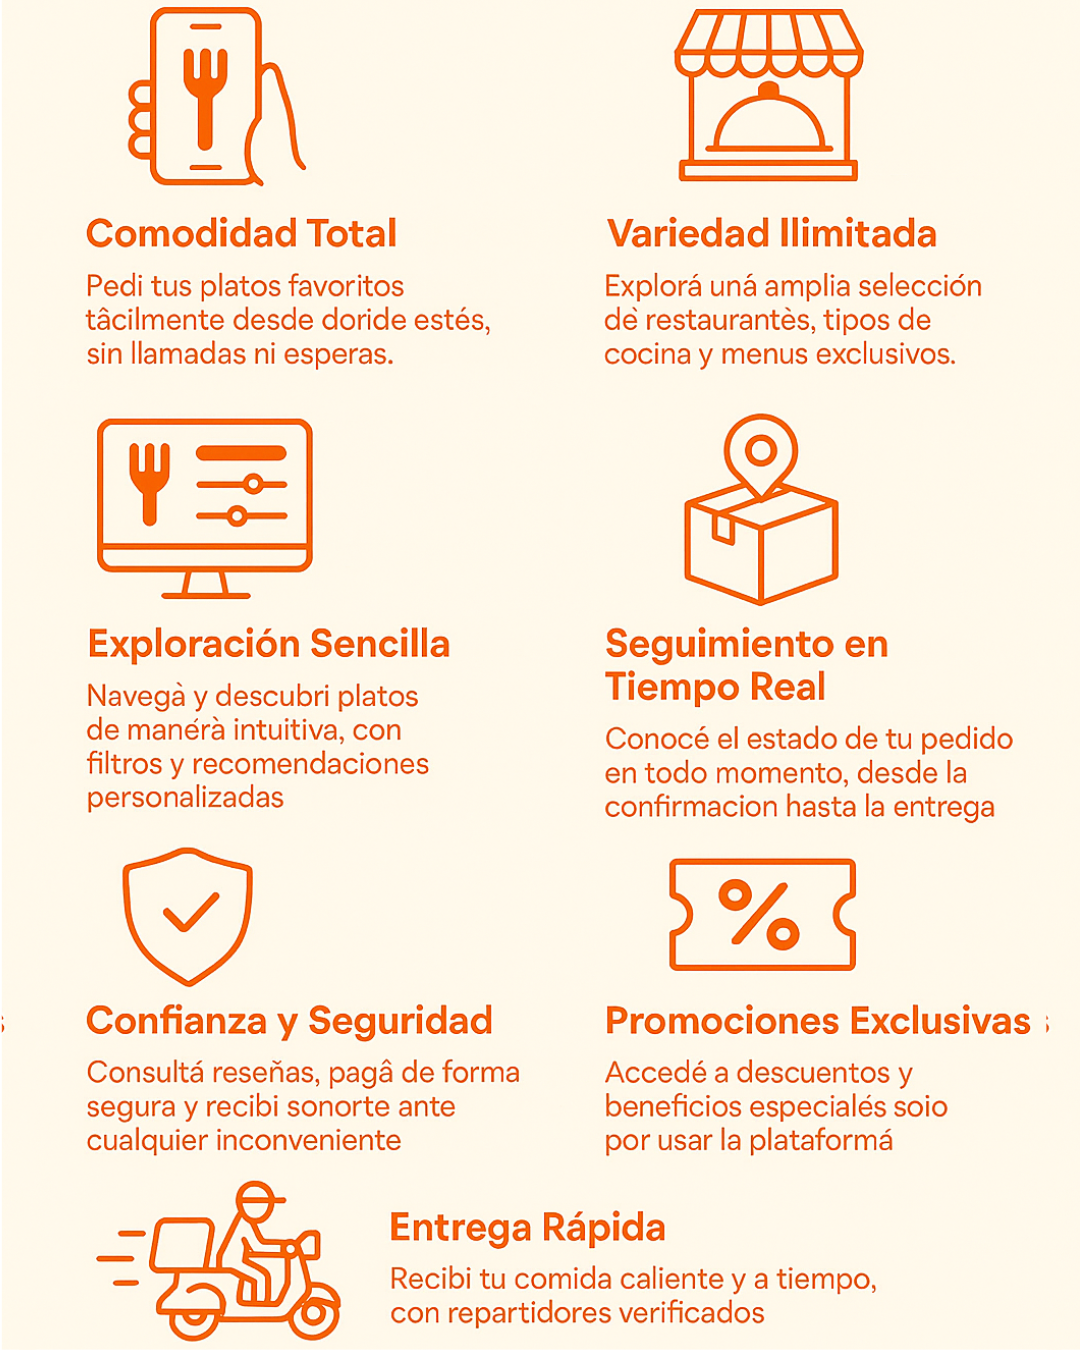 Comodidad Total
Pedi tus platos favoritos
tâcilmente desde doride estés,
sin llamadas ni esperas.
Variedad Ilimitada
Explorá uná amplia selección
dè restaurantès, tipos de
cocina y menus exclusivos.
Exploración Sencilla
Navegà y descubri platos
de manérà intuitiva, con
filtros y recomendaciones
personalizadas
Seguimiento en
Tiempo Real
Conocé el estado de tu pedido
en todo momento, desde la
confirmacion hasta la entrega
Confianza y Seguridad
Consultá reseñas, pagâ de forma
segura y recibi sonorte ante
cualquier inconveniente
Promociones Exclusivas
Accedé a descuentos y
beneficios especialés soio
por usar la plataformá
Entrega Rápida
Recibi tu comida caliente y a tiempo,
con repartidores verificados